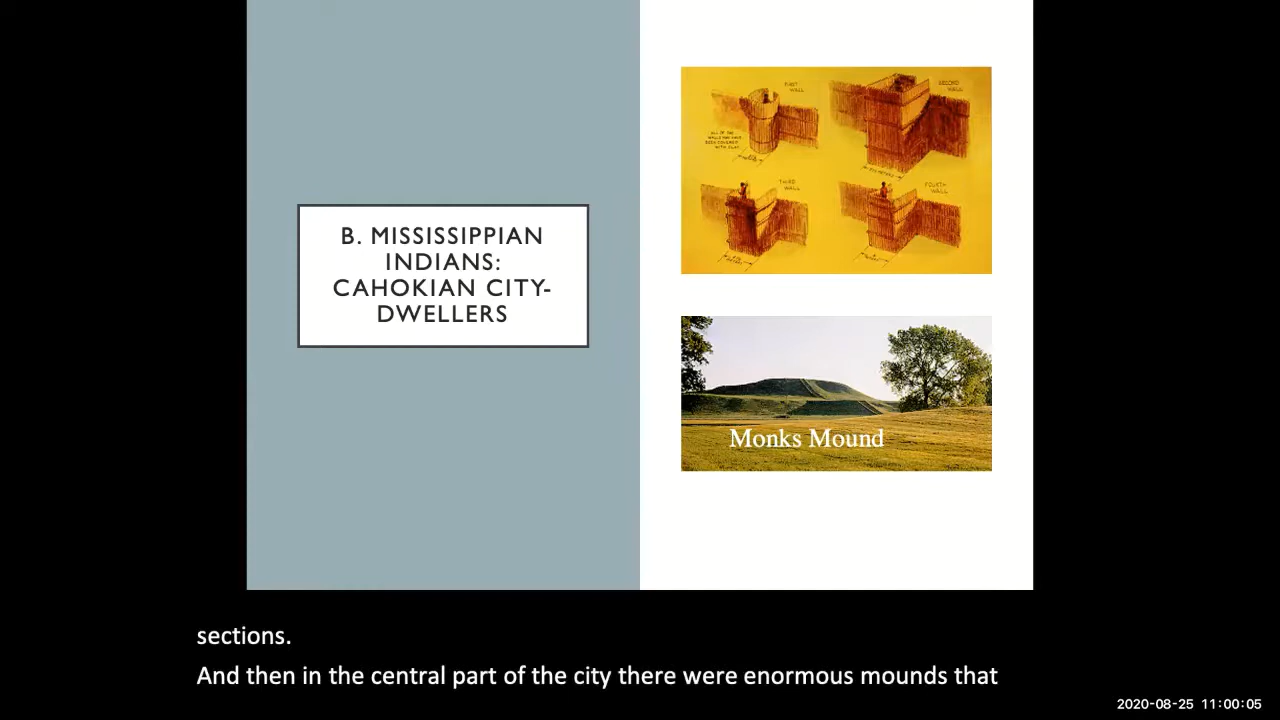 B. MISSISSIPPIAN
INDIANS:
CAHOKIAN CITY-
DWELLERS
FIRST
WALL
SECOND
WALL
THIRD
WALL
FOURTH
WALL
Monks Mound
sections.
And then in the central part of the city there were enormous mounds that
2020-08-25 11:00:05